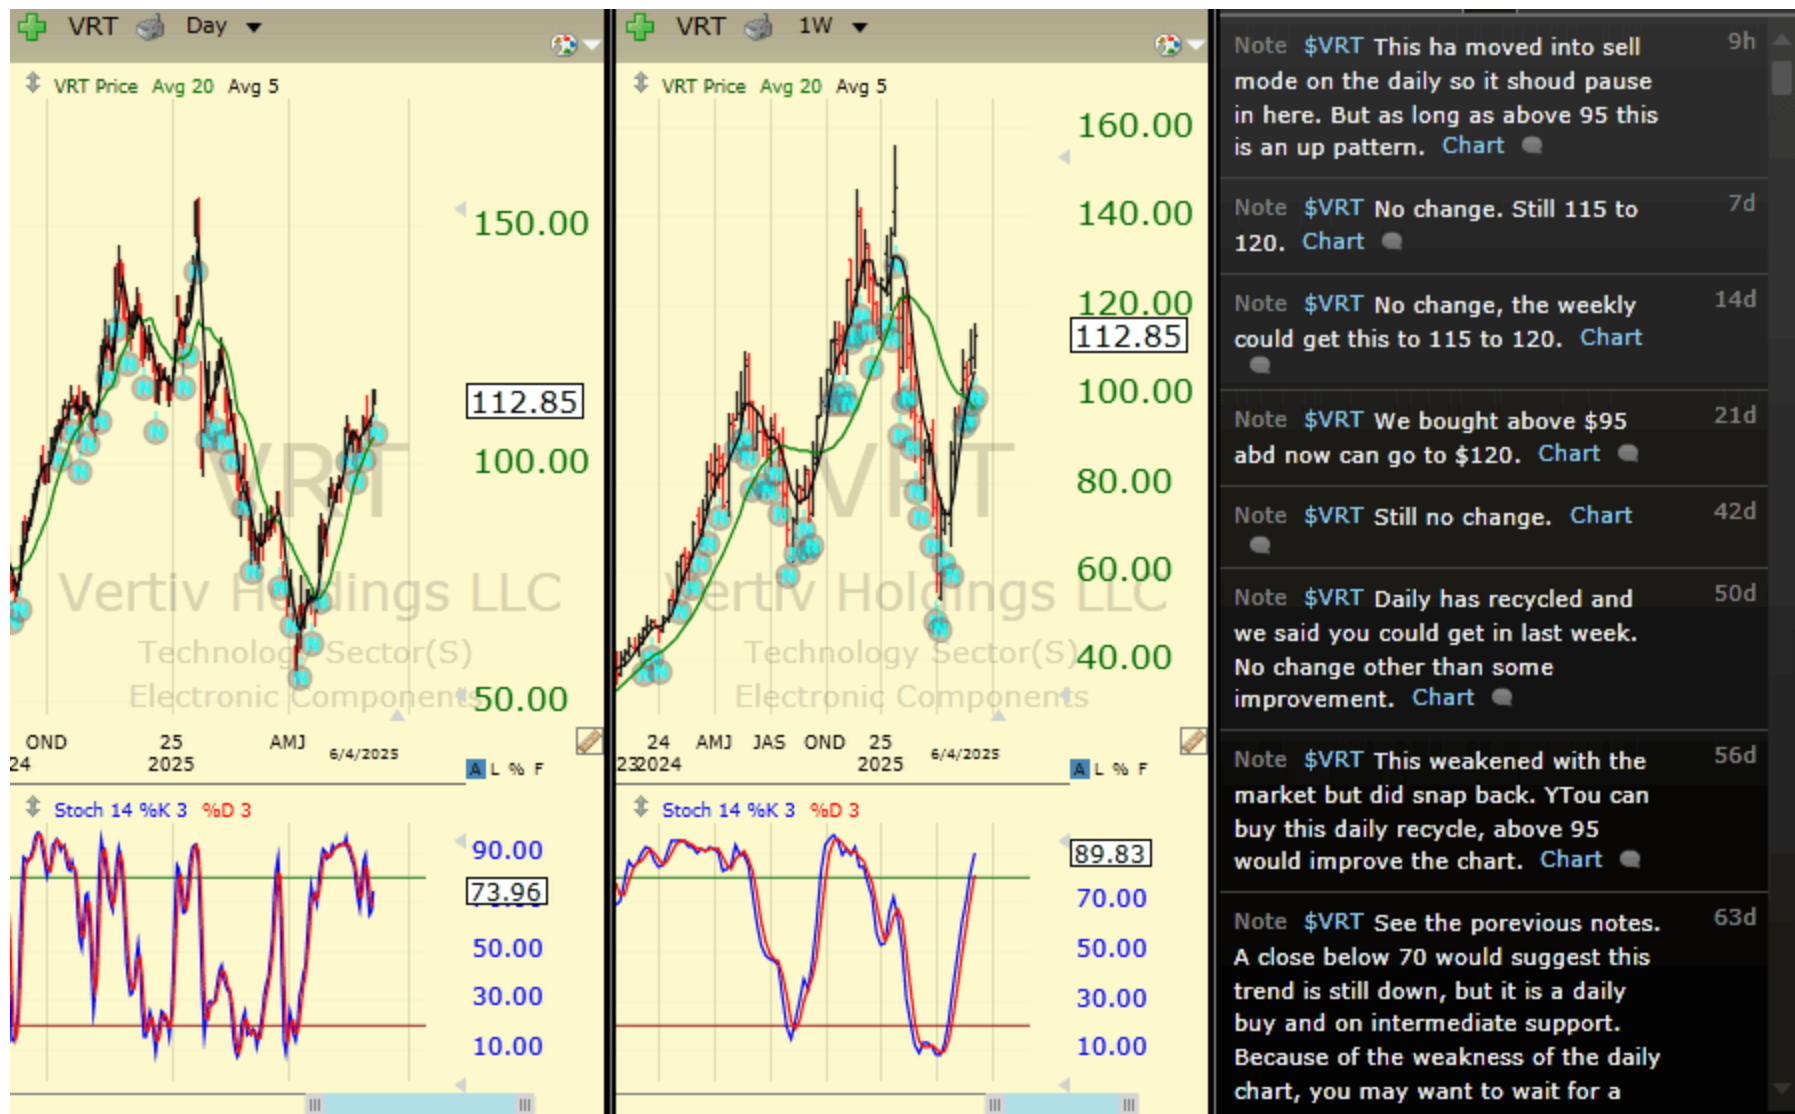 VRT Day
VRT Price Avg 20 Avg 5
150.00
112.85
100.00
50.00
VRT
Vertiv Holdings LLC
Technology Sector(S)
Electronic Components
OND 25 AMJ
24 2025 6/4/2025
A L % F
Stoch 14 %K 3 %D 3
90.00
73.96
50.00
30.00
10.00
VRT 1W
VRT Price Avg 20 Avg 5
160.00
140.00
120.00
112.85
100.00
80.00
60.00
40.00
VRT
Vertiv Holdings LLC
Technology Sector(S)
Electronic Components
24 AMJ JAS OND 25
232024 2025 6/4/2025
A L % F
Stoch 14 %K 3 %D 3
89.83
70.00
50.00
30.00
10.00
Note $VRT This ha moved into sell 9h
mode on the daily so it shoud pause
in here. But as long as above 95 this
is an up pattern. Chart
Note $VRT No change. Still 115 to 7d
120. Chart
Note $VRT No change, the weekly 14d
could get this to 115 to 120. Chart
Note $VRT We bought above $95 21d
abd now can go to $120. Chart
Note $VRT Still no change. Chart 42d
Note $VRT Daily has recycled and 50d
we said you could get in last week.
No change other than some
improvement. Chart
Note $VRT This weakened with the 56d
market but did snap back. YTou can
buy this daily recycle, above 95
would improve the chart. Chart
Note $VRT See the porevious notes. 63d
A close below 70 would suggest this
trend is still down, but it is a daily
buy and on intermediate support.
Because of the weakness of the daily
chart, you may want to wait for a